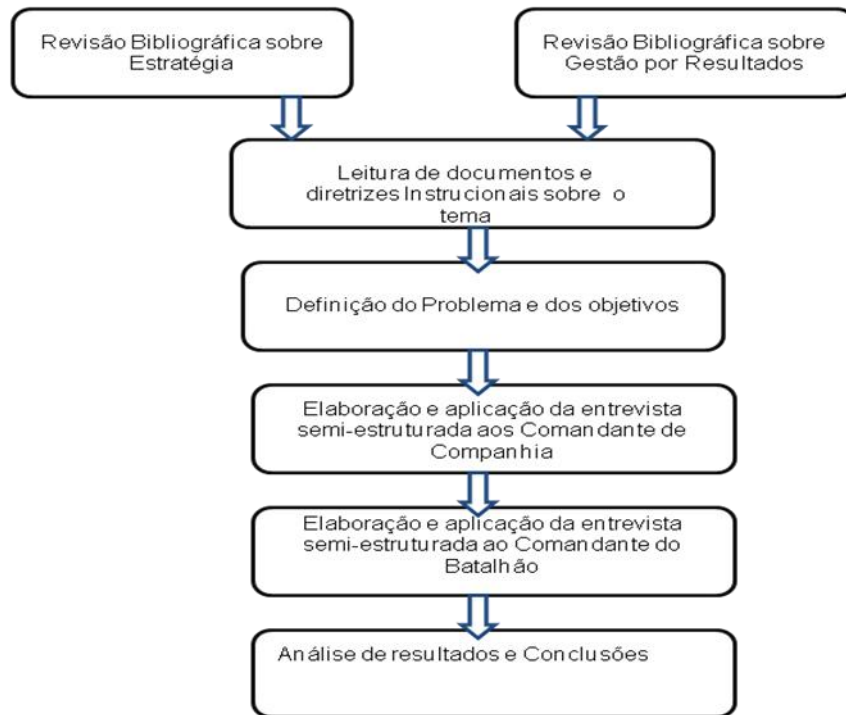 Revisão Bibliográfica sobre
Estratégia
Revisão Bibliográfica sobre
Gestão por Resultados
Leitura de documentos e
diretrizes Instrucionais sobre o
tema
Definição do Problema e dos objetivos
Elaboração e aplicação da entrevista
semi-estruturada aos Comandante de
Companhia
Elaboração e aplicação da entrevista
semi-estruturada ao Comandante do
Batalhão
Análise de resultados e Conclusões